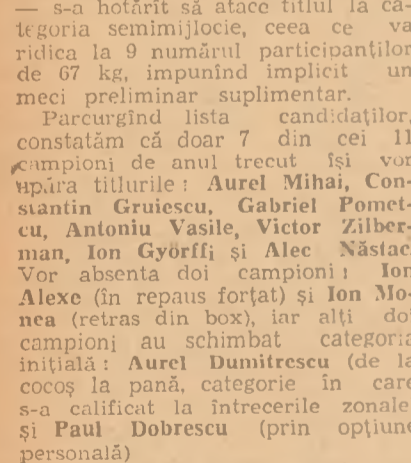 — s-a hotărît să atace titlul la ca-
tegoria semimijlocie, ceea ce va
ridica la 9 numărul participanților
de 67 kg, impunînd implicit un
meci preliminar suplimentar.
Parcurgînd lista candidaților,
constatăm că doar 7 din cei 11
campioni de anul trecut își vor
apăra titlurile: Aurel Mihai, Con-
stantin Gruiescu, Gabriel Pomet-
cu, Antoniu Vasile, Victor Zilber-
man, Ion Györffi și Alec Năstac.
Vor absenta doi campioni: Ion
Alexe (în repaus forțat) și Ion Mo-
nea (retras din box), iar alți doi
campioni au schimbat categoria
inițială: Aurel Dumitrescu (de la
cocoș la pană, categorie în care
s-a calificat la întrecerile zonale)
și Paul Dobrescu (prin opțiune
personală)